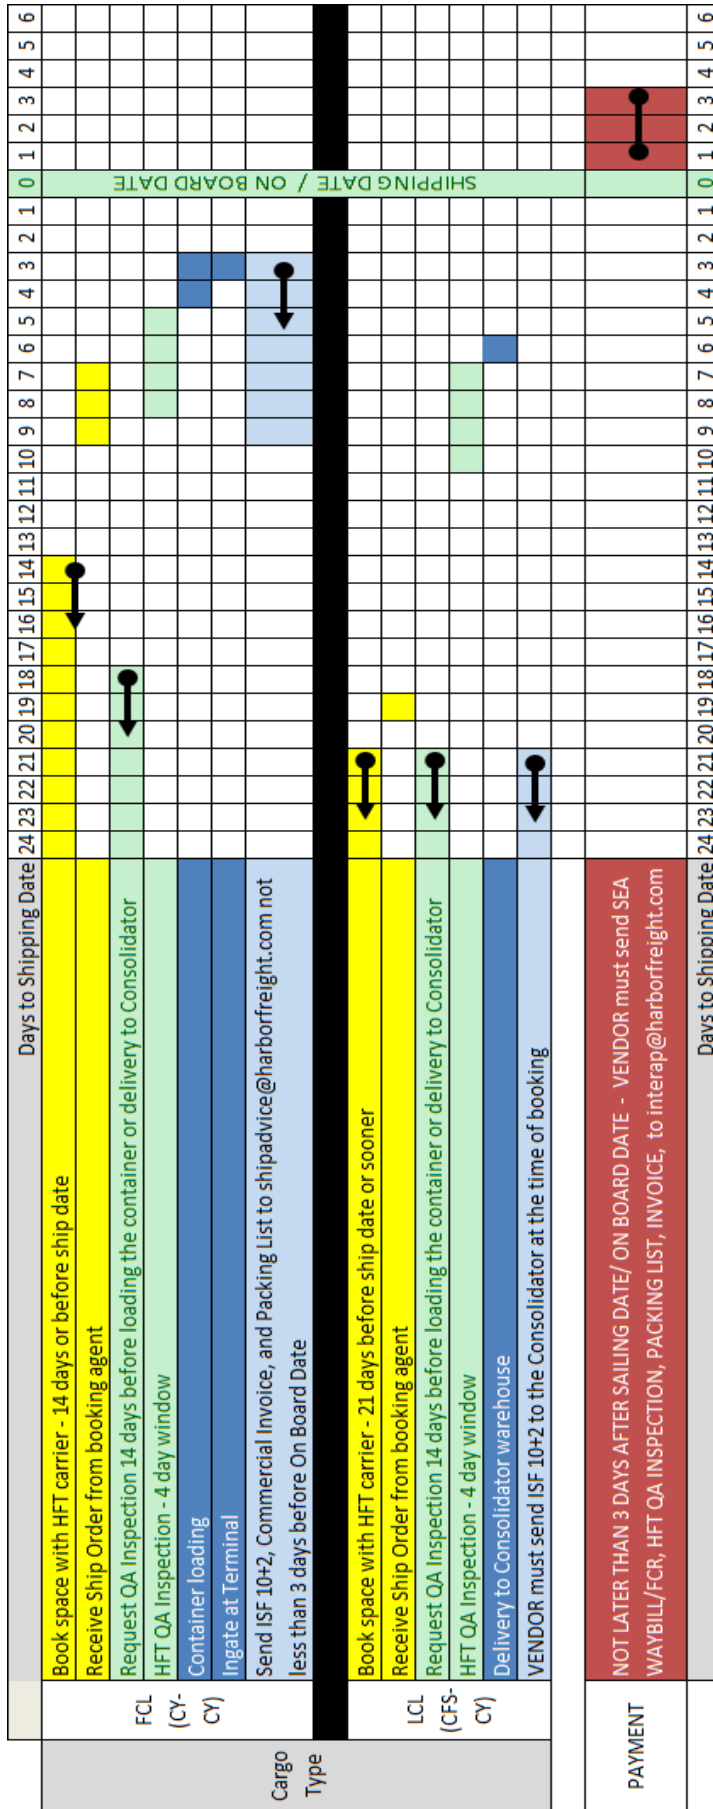 Days to Shipping Date 24 23 22 21 20 19 18 17 16 15 14 13 12 11 10 9 8 7 6 5 4 3 2 1 0 1 2 3 4 5 6
Cargo
Type
FCL
(CY-
CY)
Book space with HFT carrier - 14 days or before ship date
Receive Ship Order from booking agent
Request QA Inspection 14 days before loading the container or delivery to Consolidator
HFT QA Inspection - 4 day window
Container loading
Ingate at Terminal
Send ISF 10+2, Commercial Invoice, and Packing List to shipadvice@harborfreight.com not
less than 3 days before On Board Date
SHIPPING DATE / ON BOARD DATE
LCL
(CFS-
CY)
Book space with HFT carrier - 21 days before ship date or sooner
Receive Ship Order from booking agent
Request QA Inspection 14 days before loading the container or delivery to Consolidator
HFT QA Inspection - 4 day window
Delivery to Consolidator warehouse
VENDOR must send ISF 10+2 to the Consolidator at the time of booking
PAYMENT
NOT LATER THAN 3 DAYS AFTER SAILING DATE/ ON BOARD DATE - VENDOR must send SEA
WAYBILL/FCR, HFT QA INSPECTION, PACKING LIST, INVOICE, to interap@harborfreight.com
Days to Shipping Date 24 23 22 21 20 19 18 17 16 15 14 13 12 11 10 9 8 7 6 5 4 3 2 1 0 1 2 3 4 5 6